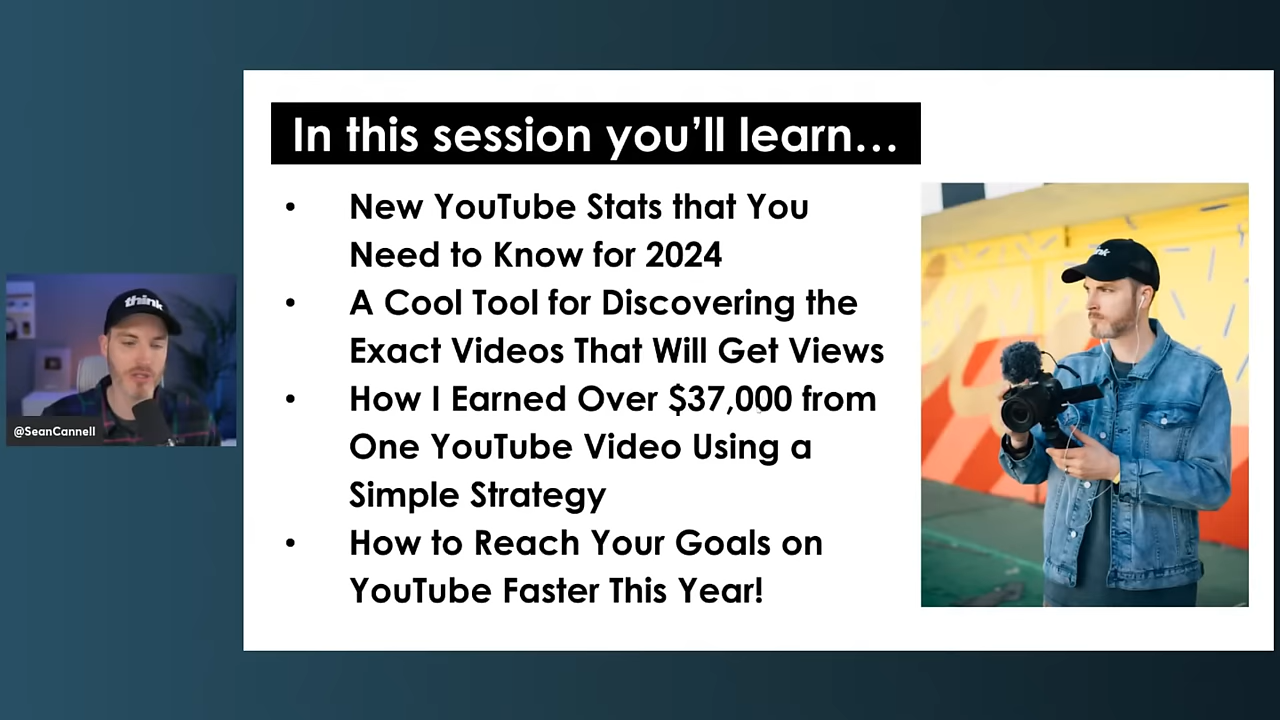 In this session you’ll learn…
• New YouTube Stats that You
Need to Know for 2024
• A Cool Tool for Discovering the
Exact Videos That Will Get Views
• How I Earned Over $37,000 from
One YouTube Video Using a
Simple Strategy
• How to Reach Your Goals on
YouTube Faster This Year!
think
@SeanCannell